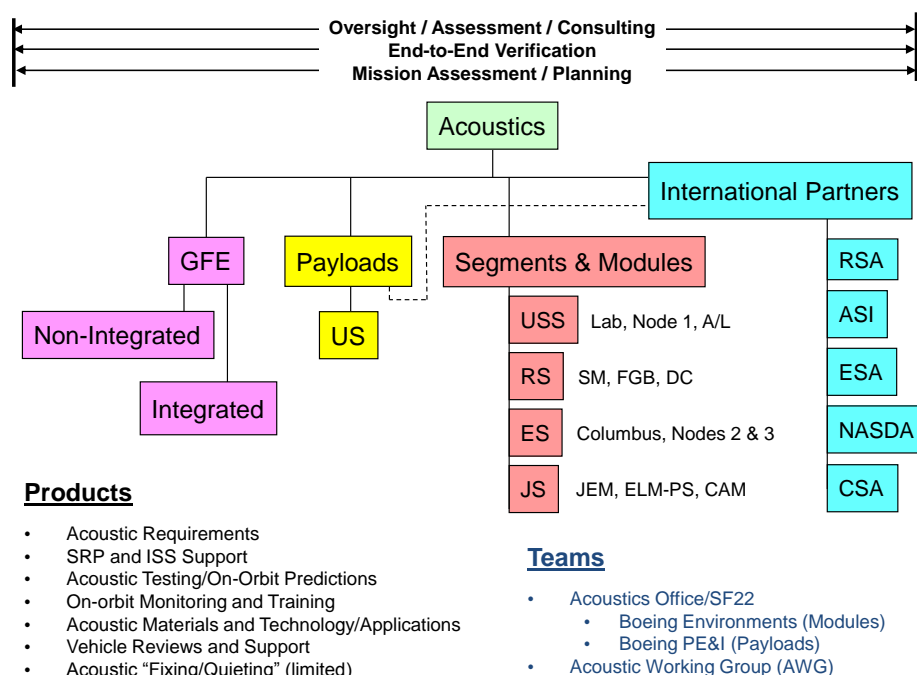 Oversight / Assessment / Consulting
End-to-End Verification
Mission Assessment / Planning
Acoustics
International Partners
GFE
Payloads
Segments & Modules
RSA
Non-Integrated
US
USS
Lab, Node 1, A/L
ASI
Integrated
RS
SM, FGB, DC
ESA
ES
Columbus, Nodes 2 & 3
NASDA
JS
JEM, ELM-PS, CAM
CSA
Products
• Acoustic Requirements
• SRP and ISS Support
• Acoustic Testing/On-Orbit Predictions
• On-orbit Monitoring and Training
• Acoustic Materials and Technology/Applications
• Vehicle Reviews and Support
• Acoustic “Fixing/Quieting” (limited)
Teams
• Acoustics Office/SF22
• Boeing Environments (Modules)
• Boeing PE&I (Payloads)
• Acoustic Working Group (AWG)